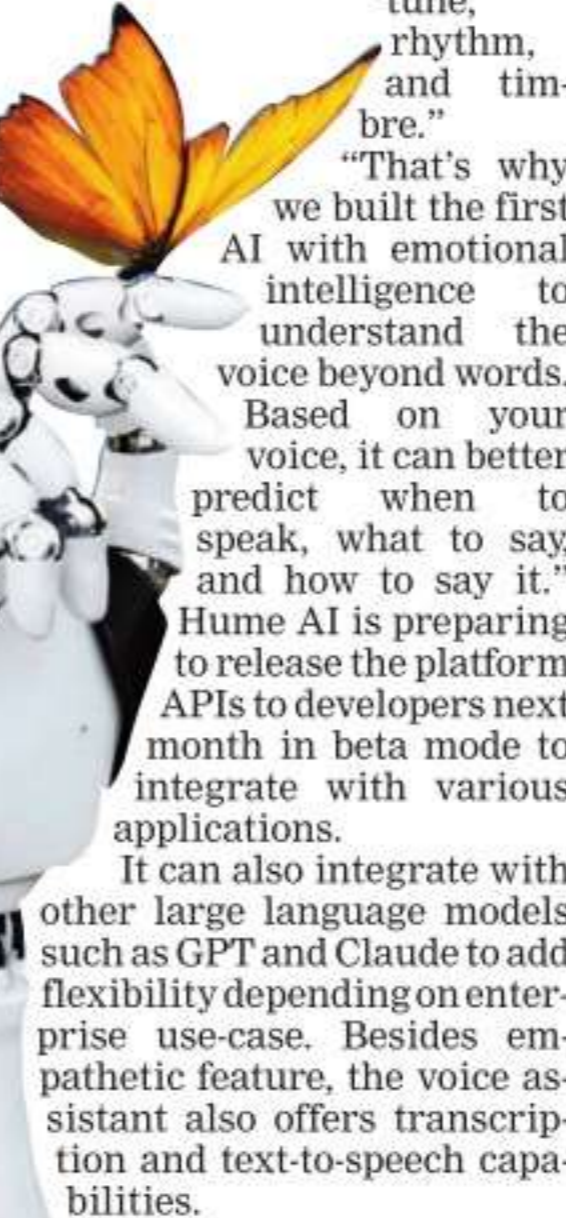 tune,
rhythm,
and tim-
bre.”
“That’s why
we built the first
AI with emotional
intelligence to
understand the
voice beyond words.
Based on your
voice, it can better
predict when to
speak, what to say,
and how to say it.”
Hume AI is preparing
to release the platform
APIs to developers next
month in beta mode to
integrate with various
applications.
It can also integrate with
other large language models
such as GPT and Claude to add
flexibility depending on enter-
prise use-case. Besides em-
pathetic feature, the voice as-
sistant also offers transcrip-
tion and text-to-speech capa-
bilities.